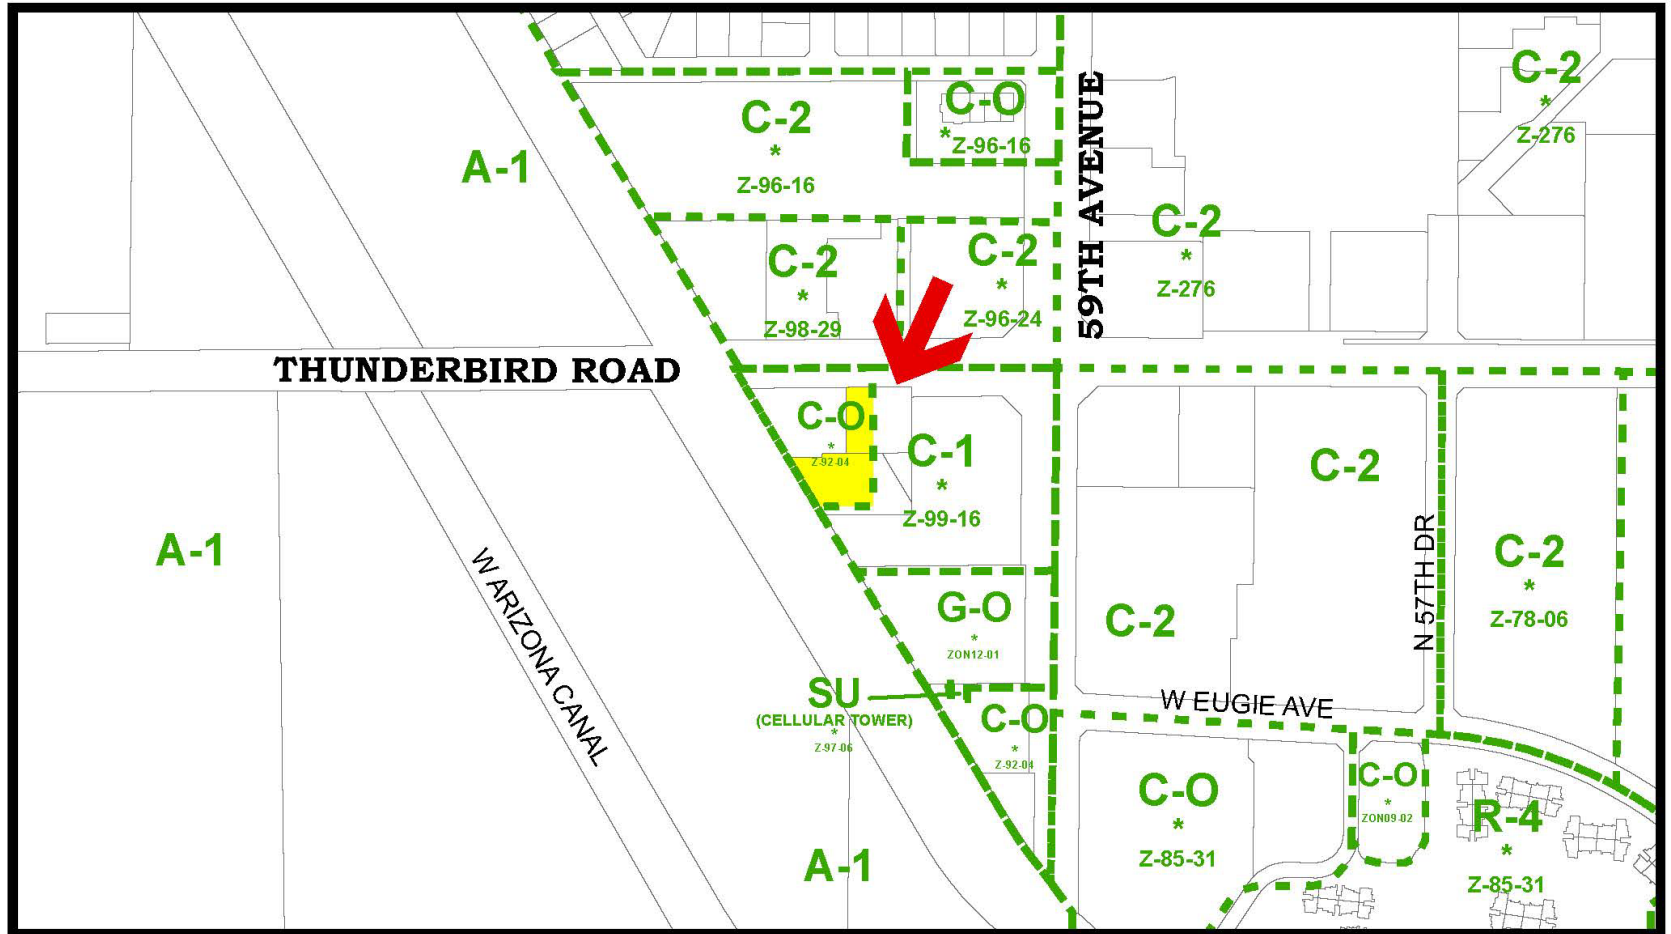 C-2
*
Z-276
C-O
*
Z-96-16
C-2
*
Z-96-16
A-1
59TH AVENUE
C-2
*
Z-276
C-2
*
Z-96-24
C-2
*
Z-98-29
THUNDERBIRD ROAD
C-O
*
Z-92-04
C-1
*
Z-99-16
C-2
A-1
W ARIZONA CANAL
N 57TH DR
C-2
*
Z-78-06
G-O
*
ZON12-01
C-2
SU
(CELLULAR TOWER)
*
Z-97-06
C-O
*
Z-92-04
W EUGIE AVE
C-O
*
Z-85-31
C-O
*
ZON09-02
R-4
*
Z-85-31
A-1